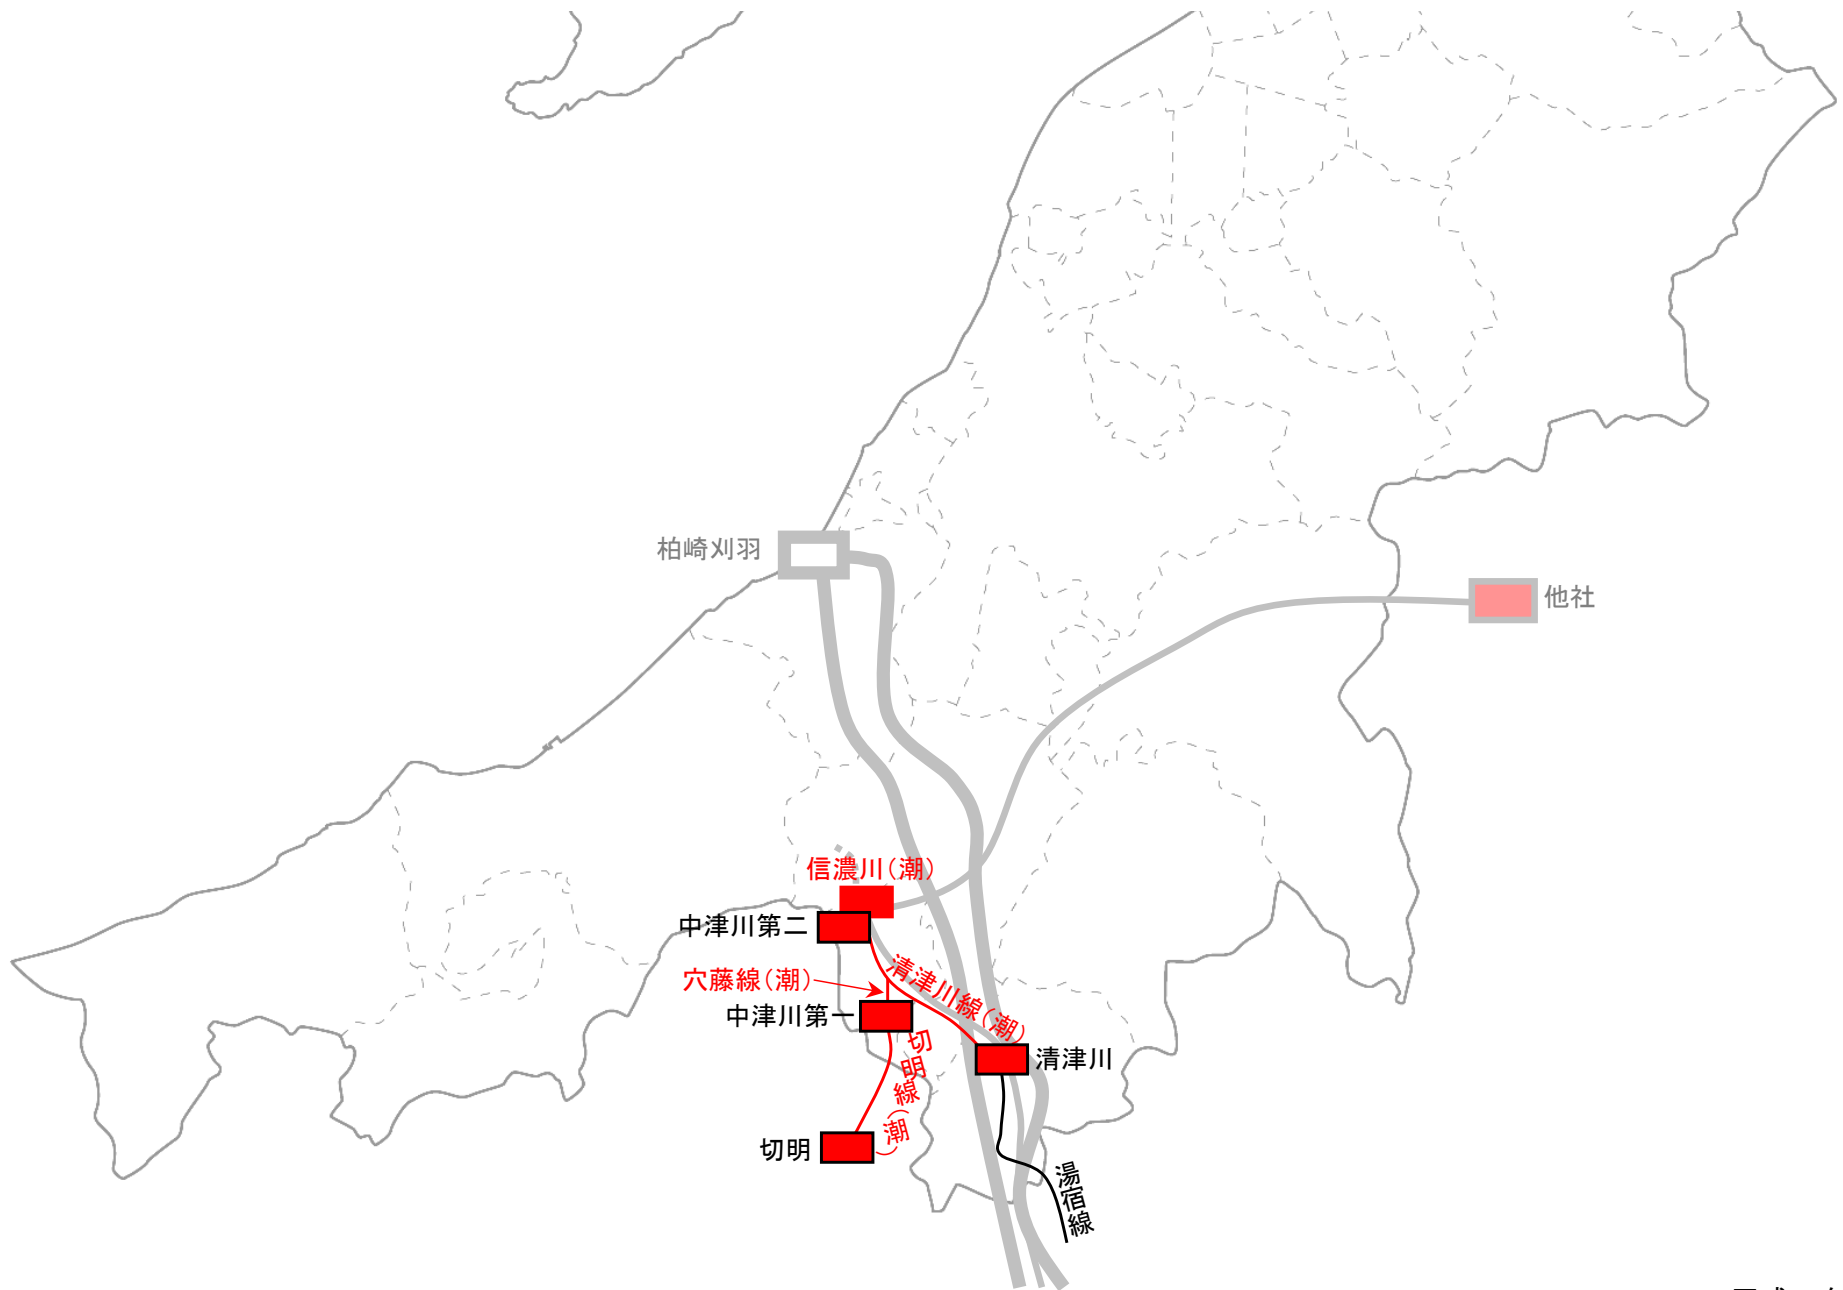 柏崎刈羽
他社
信濃川(潮)
中津川第二
清津川線(潮)
穴藤線(潮)
中津川第一
切明線(潮)
清津川
切明
湯宿線